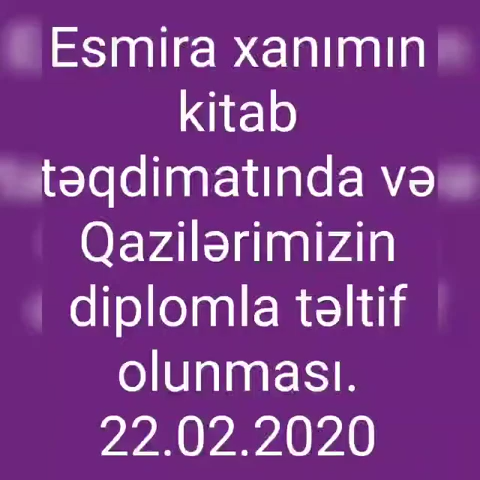 Esmira xanımın
kitab
təqdimatında və
Qazilərimizin
diplomla təltif
olunması.
22.02.2020